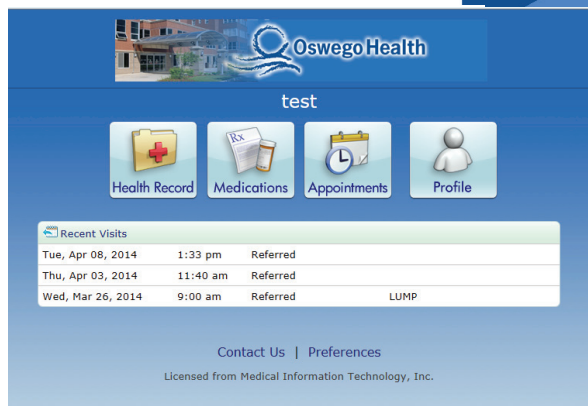 Oswego Health
test
Rx
Health Record Medications Appointments Profile
Recent Visits
Tue, Apr 08, 2014 1:33 pm Referred
Thu, Apr 03, 2014 11:40 am Referred
Wed, Mar 26, 2014 9:00 am Referred LUMP
Contact Us | Preferences
Licensed from Medical Information Technology, Inc.